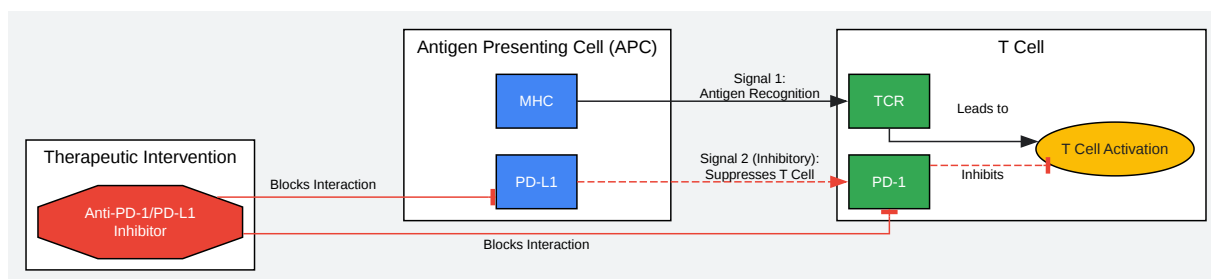 Antigen Presenting Cell (APC)
T Cell
MHC
Signal 1:
Antigen Recognition
TCR
Leads to
T Cell Activation
Therapeutic Intervention
Anti-PD-1/PD-L1
Inhibitor
Blocks Interaction
PD-L1
Signal 2 (Inhibitory):
Suppresses T Cell
PD-1
Inhibits
Blocks Interaction